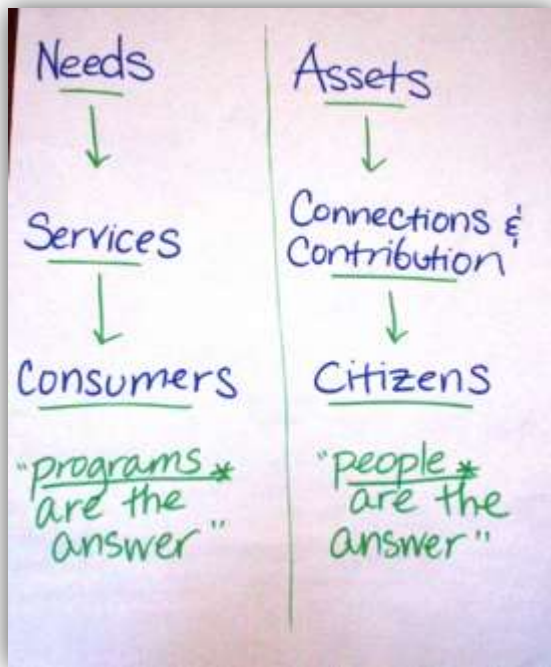 Needs
Services
Consumers
"programs*
are the
answer"
Assets
Connections &
Contribution
Citizens
"people*
are the
answer"